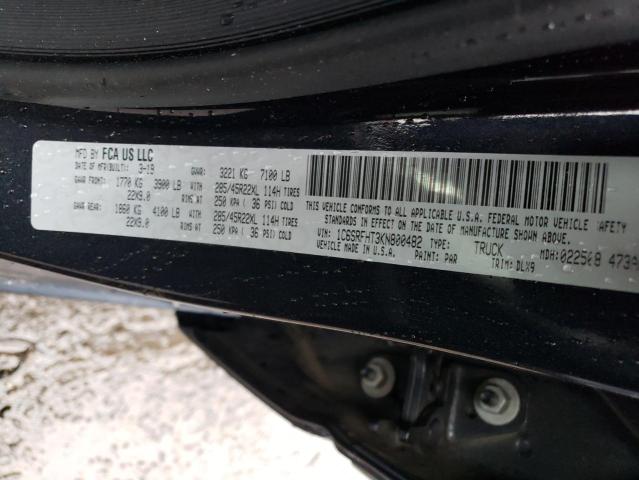 MFD BY FCA US LLC
DATE OF MFR/BUILT: 3-19 GVWR: 3221 KG 7100 LB
GAWR FRONT: 1770 KG 3900 LB WITH 285/45R22XL 114H TIRES
22X9.0 RIMS AT 250 KPA( 36 PSI) COLD
GAWR REAR: 1860 KG 4100 LB WITH 285/45R22XL 114H TIRES
22X9.0 RIMS AT 250 KPA( 36 PSI) COLD
THIS VEHICLE CONFORMS TO ALL APPLICABLE U.S.A. FEDERAL MOTOR VEHICLE SAFETY
STANDARDS IN EFFECT ON THE DATE OF MANUFACTURE SHOWN ABOVE.
VIN: 1C6SRFHT3KN800482 TYPE: TRUCK MDH: 473
MADE IN U.S.A. PAINT: PAR TRIM: DLX9